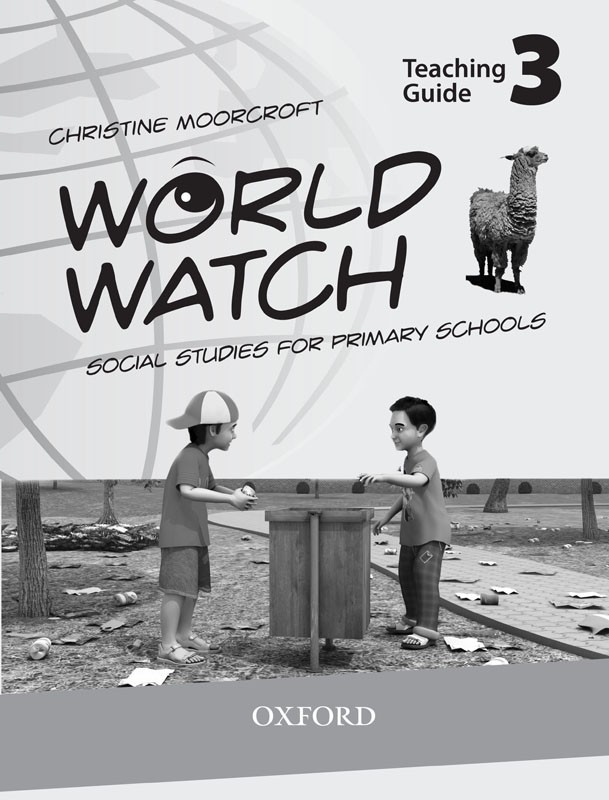 Teaching
Guide 3
CHRISTINE MOORCROFT
WORLD
WATCH
SOCIAL STUDIES FOR PRIMARY SCHOOLS
OXFORD